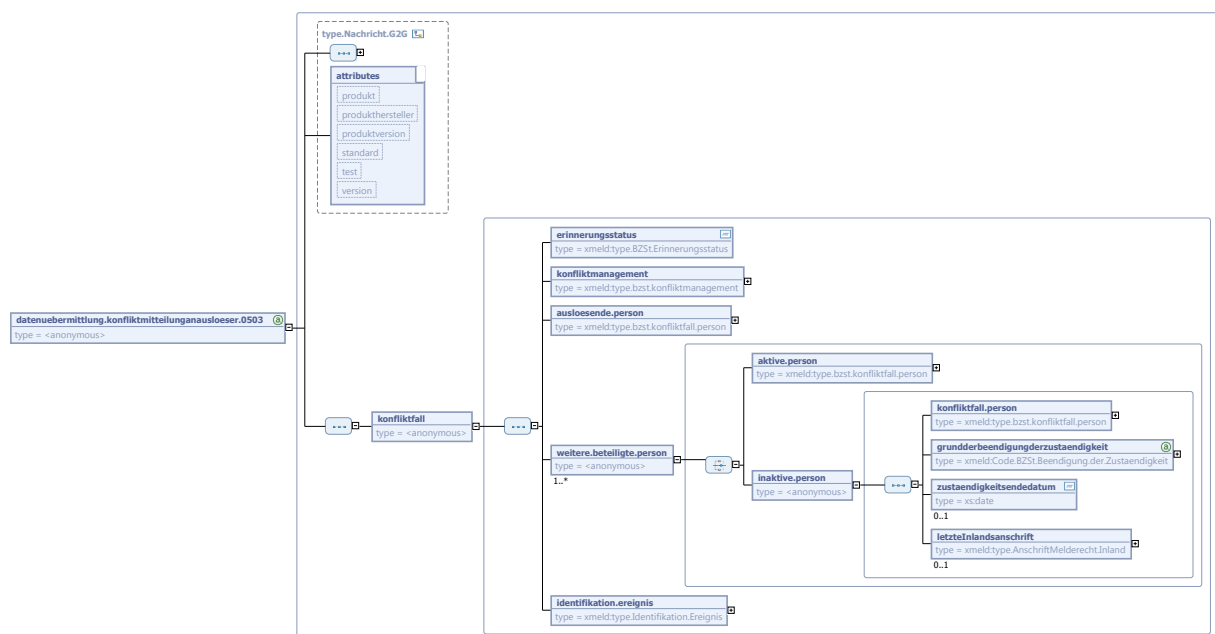 type.Nachricht.G2G
attributes
produkt
produkthersteller
produktversion
standard
test
version
datenuebermittlung.konfliktmitteilunganausloeser.0503
type = <anonymous>
konfliktfall
type = <anonymous>
erinnerungsstatus
type = xmeld:type.BZSt.Erinnerungsstatus
konfliktmanagement
type = xmeld:type.bzst.konfliktmanagement
ausloesende.person
type = xmeld:type.bzst.konfliktfall.person
weitere.beteiligte.person
type = <anonymous>
1..*
aktive.person
type = xmeld:type.bzst.konfliktfall.person
inaktive.person
type = <anonymous>
konfliktfall.person
type = xmeld:type.bzst.konfliktfall.person
grundderbeendigungderzustaendigkeit
type = xmeld:Code.BZSt.Beendigung.der.Zustaendigkeit
zustaendigkeitsendedatum
type = xs:date
0..1
letzteInlandsanschrift
type = xmeld:type.AnschriftMelderecht.Inland
0..1
identifikation.ereignis
type = xmeld:type.Identifikation.Ereignis